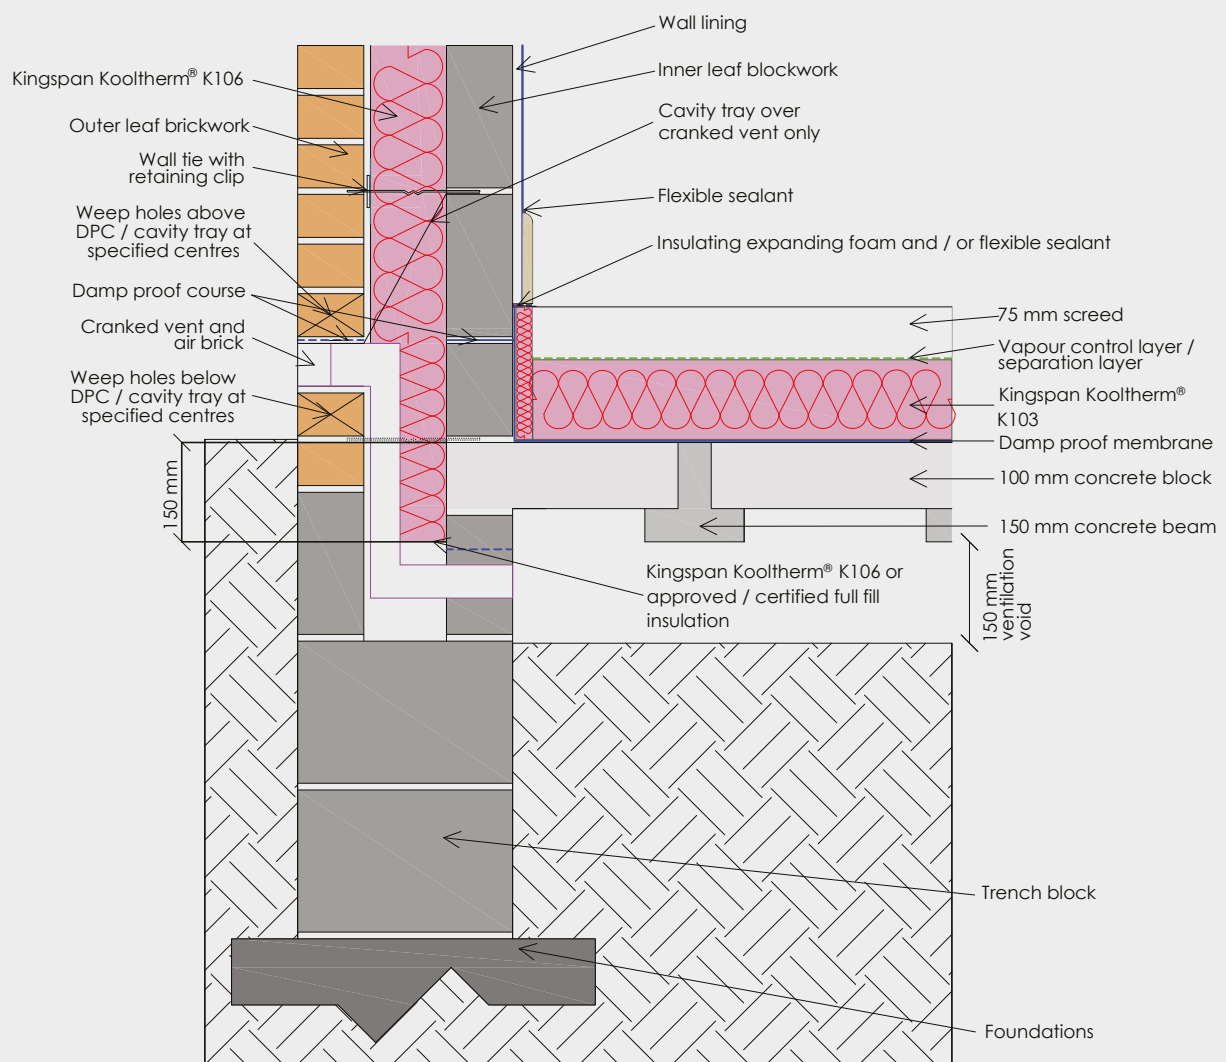 Wall lining
Kingspan Kooltherm® K106
Inner leaf blockwork
Outer leaf brickwork
Cavity tray over
cranked vent only
Wall tie with
retaining clip
Flexible sealant
Weep holes above
DPC / cavity tray at
specified centres
Insulating expanding foam and / or flexible sealant
Damp proof course
Cranked vent and
air brick
75 mm screed
Vapour control layer /
separation layer
Weep holes below
DPC / cavity tray at
specified centres
Kingspan Kooltherm®
K103
Damp proof membrane
150 mm
100 mm concrete block
150 mm concrete beam
Kingspan Kooltherm® K106 or
approved / certified full fill
insulation
150 mm
ventilation
void
Trench block
Foundations